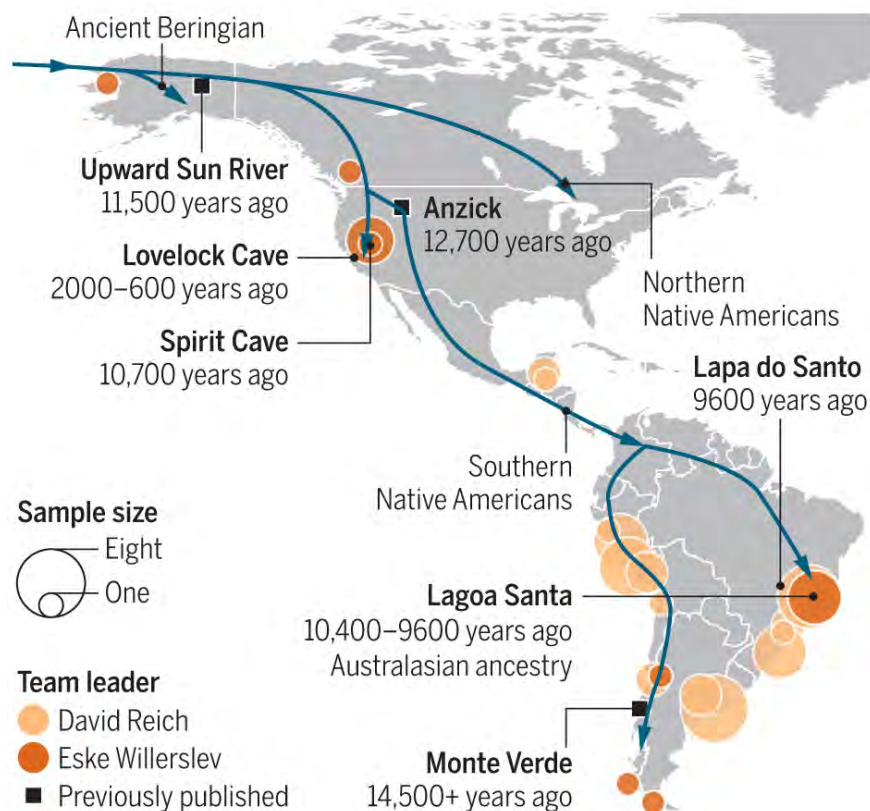 Ancient Beringian
Upward Sun River
11,500 years ago
Anzick
12,700 years ago
Lovelock Cave
2000–600 years ago
Northern
Native Americans
Spirit Cave
10,700 years ago
Lapa do Santo
9600 years ago
Southern
Native Americans
Sample size
Eight
One
Lagoa Santa
10,400–9600 years ago
Australasian ancestry
Team leader
David Reich
Eske Willerslev
Previously published
Monte Verde
14,500+ years ago